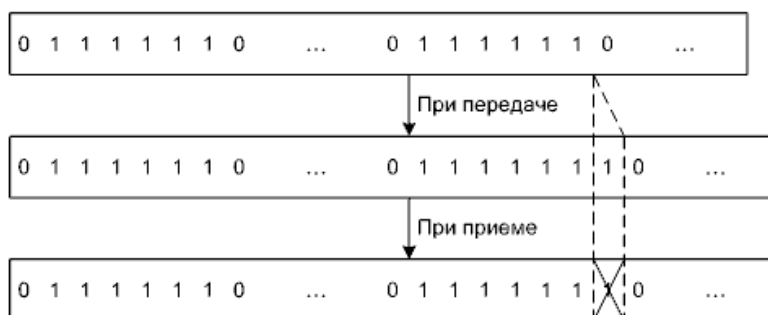 0 1 1 1 1 1 1 0 ... 0 1 1 1 1 1 1 0 ...
При передаче
0 1 1 1 1 1 1 0 ... 0 1 1 1 1 1 1 1 0 ...
При приеме
0 1 1 1 1 1 1 0 ... 0 1 1 1 1 1 1 1 0 ...